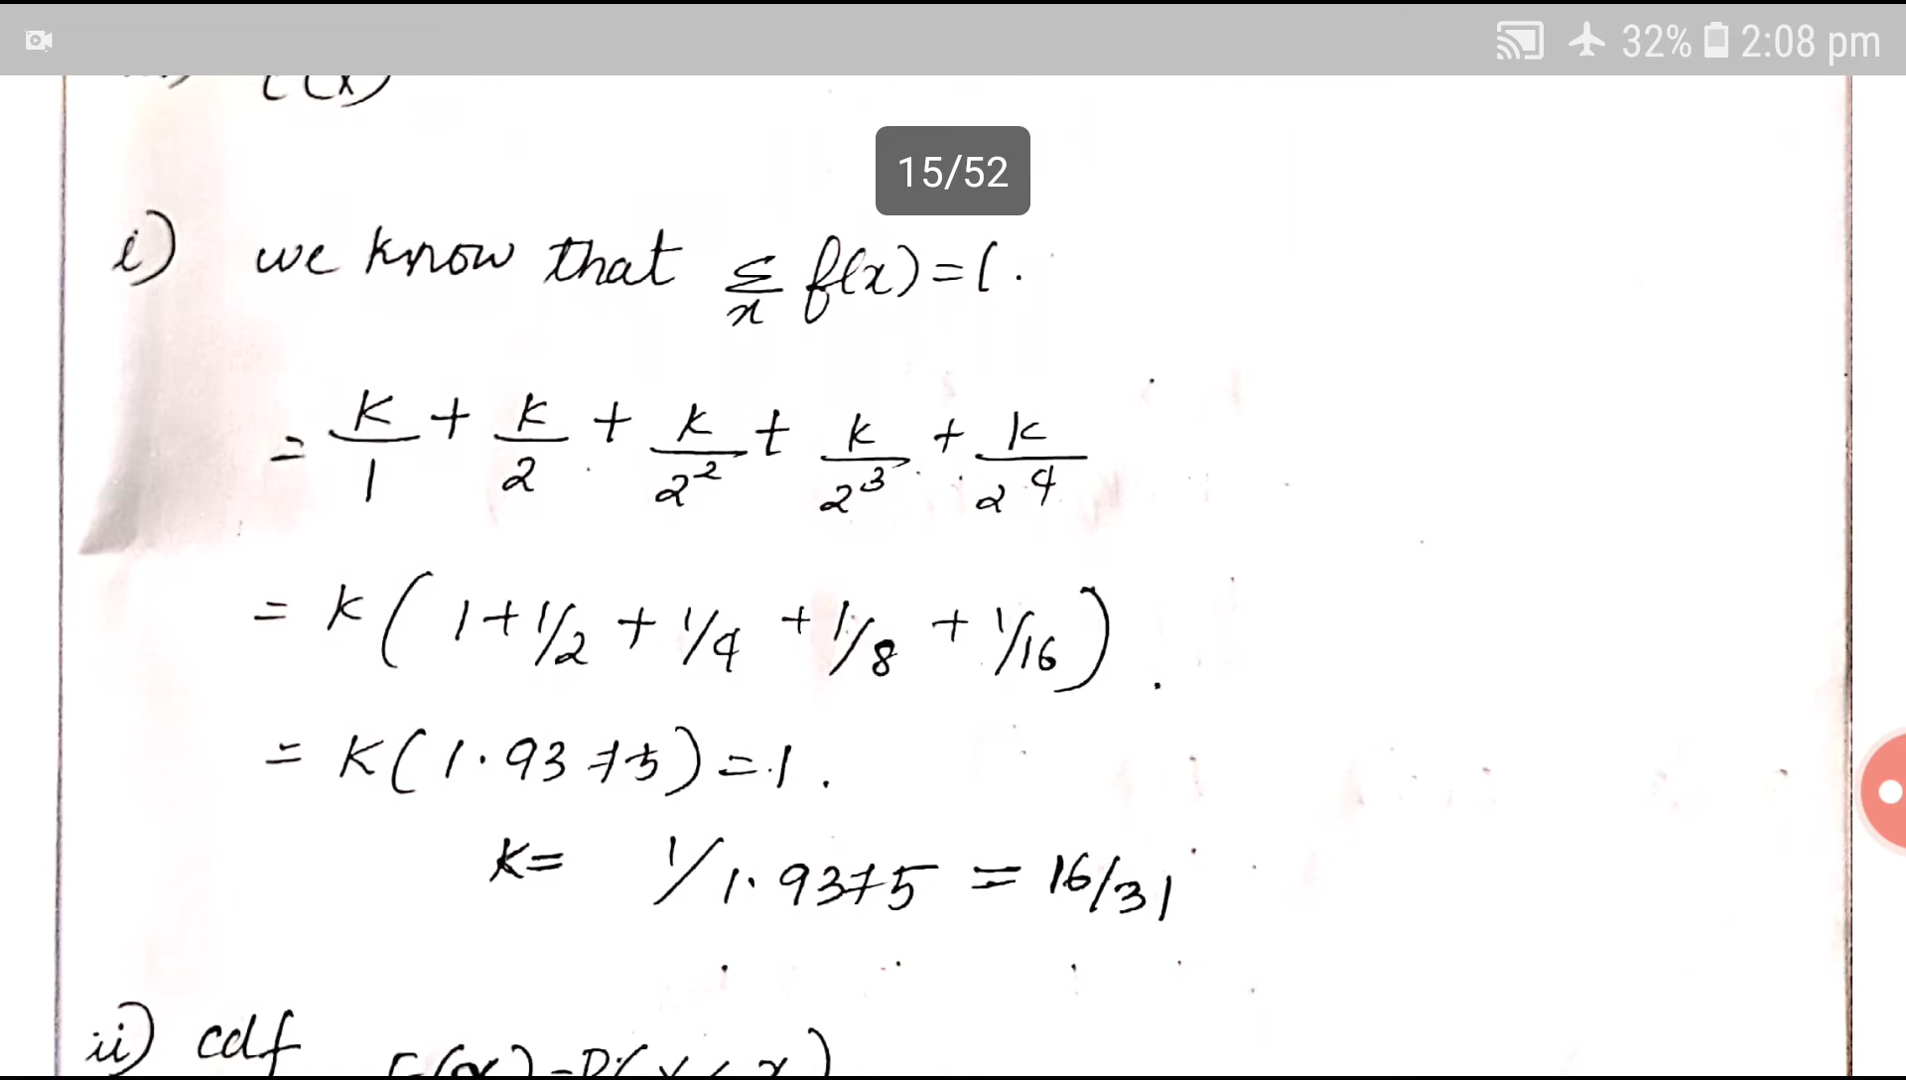 32% 2:08 pm
15/52
i) we know that Σx f(x)=1.
= K/1 + K/2 + K/2² + K/2³ + K/2⁴
= K(1+1/2+1/4+1/8+1/16).
= K(1.9375)=1.
K= 1/1.9375 = 16/31
ii) cdf